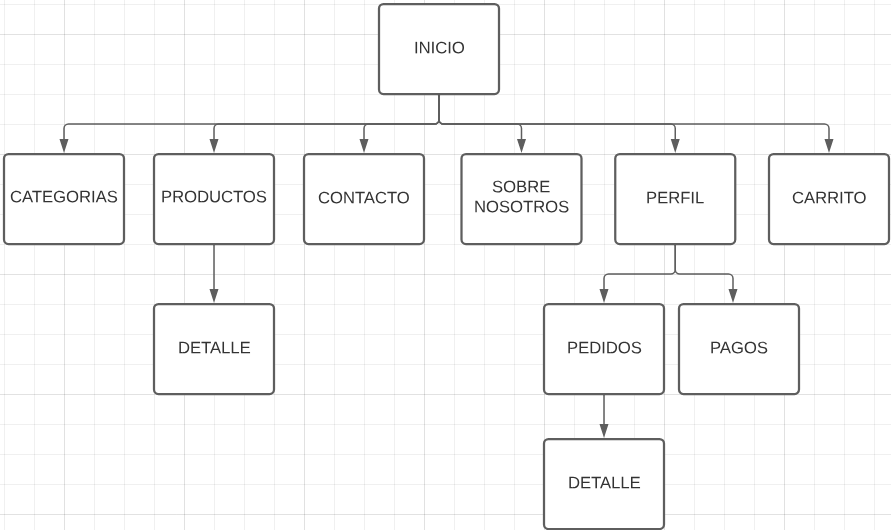 INICIO
CATEGORIAS
PRODUCTOS
CONTACTO
SOBRE
NOSOTROS
PERFIL
CARRITO
DETALLE
PEDIDOS
PAGOS
DETALLE